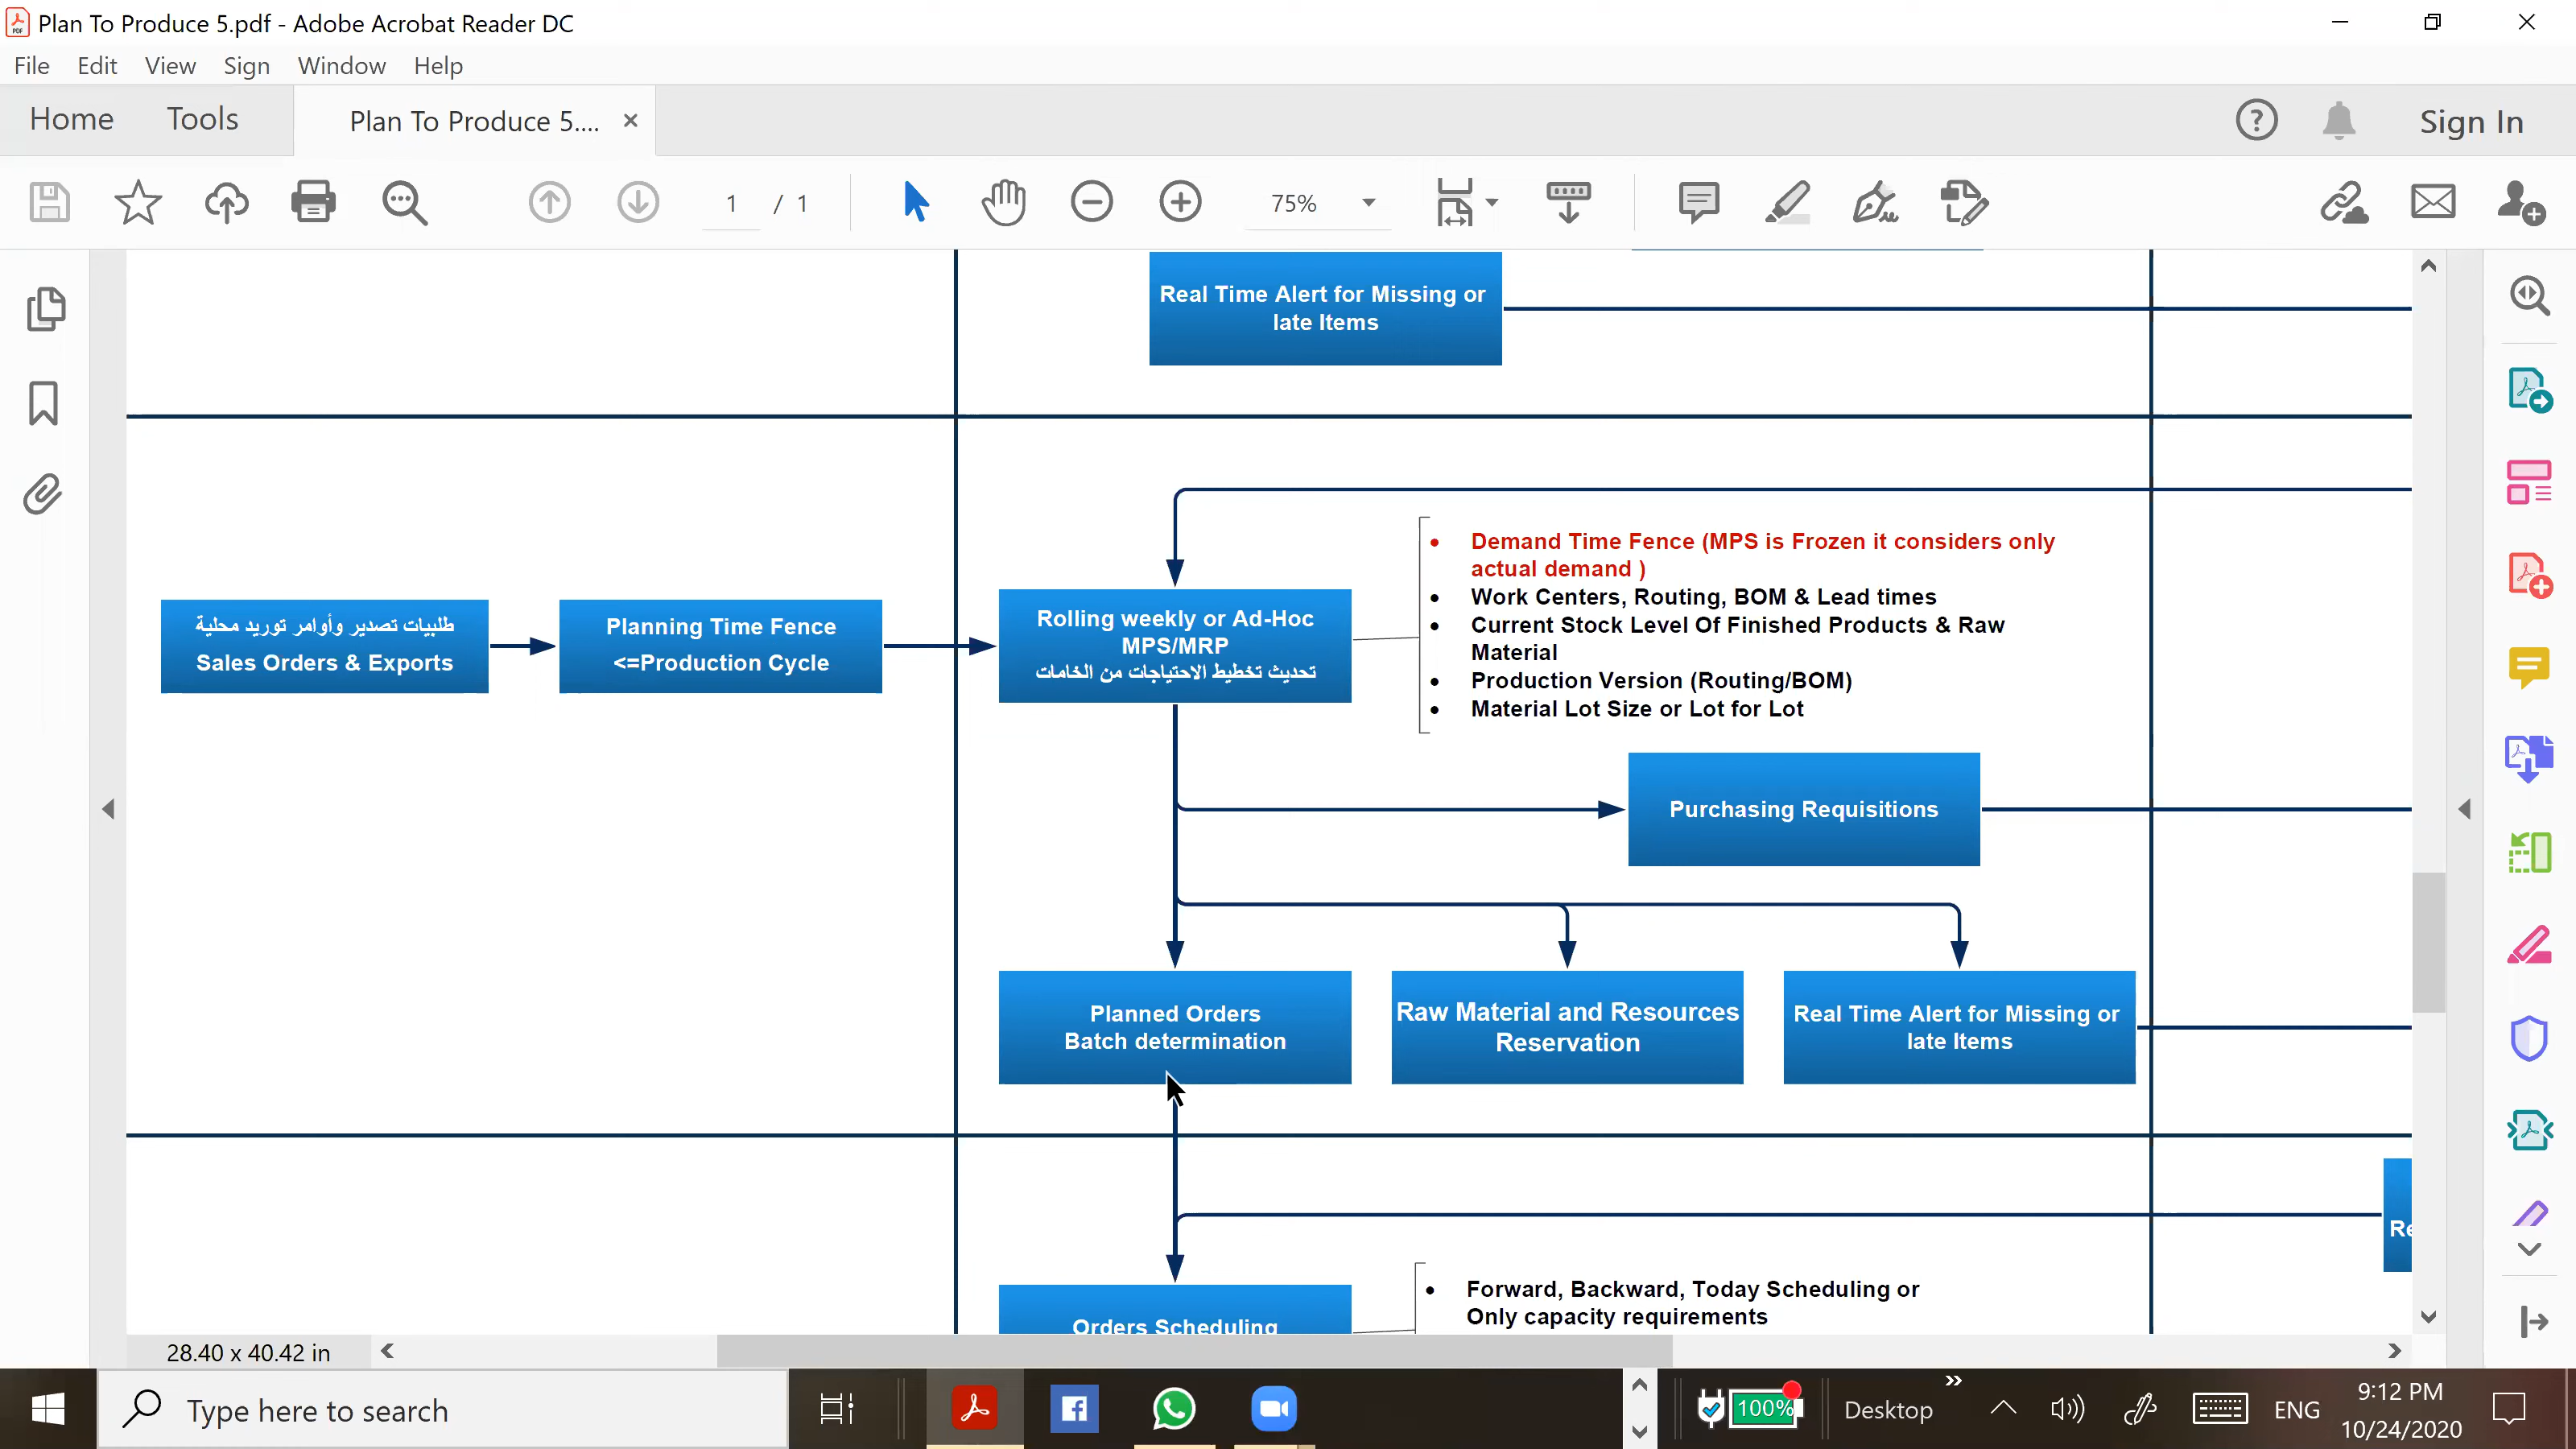 Plan To Produce 5.pdf - Adobe Acrobat Reader DC
File Edit View Sign Window Help
Home Tools Plan To Produce 5.... × Sign In
1 / 1 75%
Real Time Alert for Missing or
late Items
Demand Time Fence (MPS is Frozen it considers only
actual demand )
Work Centers, Routing, BOM & Lead times
Current Stock Level Of Finished Products & Raw
Material
Production Version (Routing/BOM)
Material Lot Size or Lot for Lot
طلبيات تصدير وأوامر توريد محلية
Sales Orders & Exports
Planning Time Fence
<=Production Cycle
Rolling weekly or Ad-Hoc
MPS/MRP
تحديث تخطيط الاحتياجات من الخامات
Purchasing Requisitions
Planned Orders
Batch determination
Raw Material and Resources
Reservation
Real Time Alert for Missing or
late Items
Orders Scheduling
Forward, Backward, Today Scheduling or
Only capacity requirements
28.40 x 40.42 in
Type here to search
100%
Desktop
ENG
9:12 PM
10/24/2020